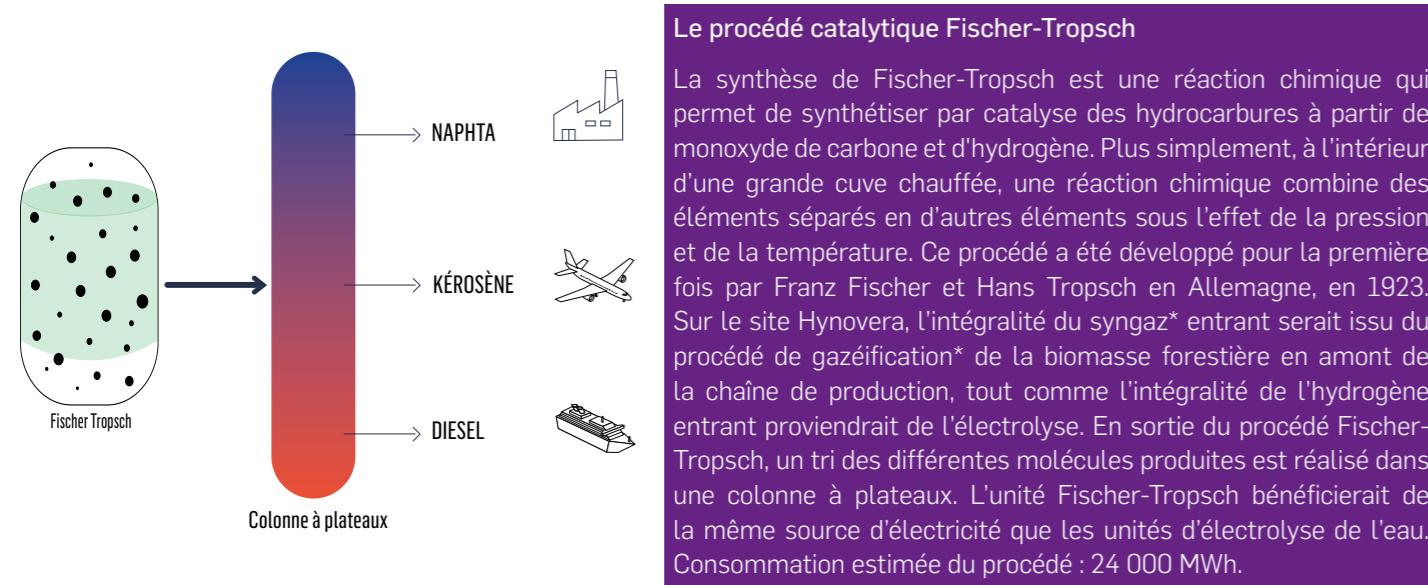 NAPHTA
KÉROSÈNE
DIESEL
Fischer Tropsch
Colonne à plateaux
Le procédé catalytique Fischer-Tropsch
La synthèse de Fischer-Tropsch est une réaction chimique qui
permet de synthétiser par catalyse des hydrocarbures à partir de
monoxyde de carbone et d'hydrogène. Plus simplement, à l'intérieur
d'une grande cuve chauffée, une réaction chimique combine des
éléments séparés en d'autres éléments sous l'effet de la pression
et de la température. Ce procédé a été développé pour la première
fois par Franz Fischer et Hans Tropsch en Allemagne, en 1923.
Sur le site Hynovera, l'intégralité du syngaz* entrant serait issu du
procédé de gazéification* de la biomasse forestière en amont de
la chaîne de production, tout comme l'intégralité de l'hydrogène
entrant proviendrait de l'électrolyse. En sortie du procédé Fischer-
Tropsch, un tri des différentes molécules produites est réalisé dans
une colonne à plateaux. L'unité Fischer-Tropsch bénéficierait de
la même source d'électricité que les unités d'électrolyse de l'eau.
Consommation estimée du procédé : 24 000 MWh.